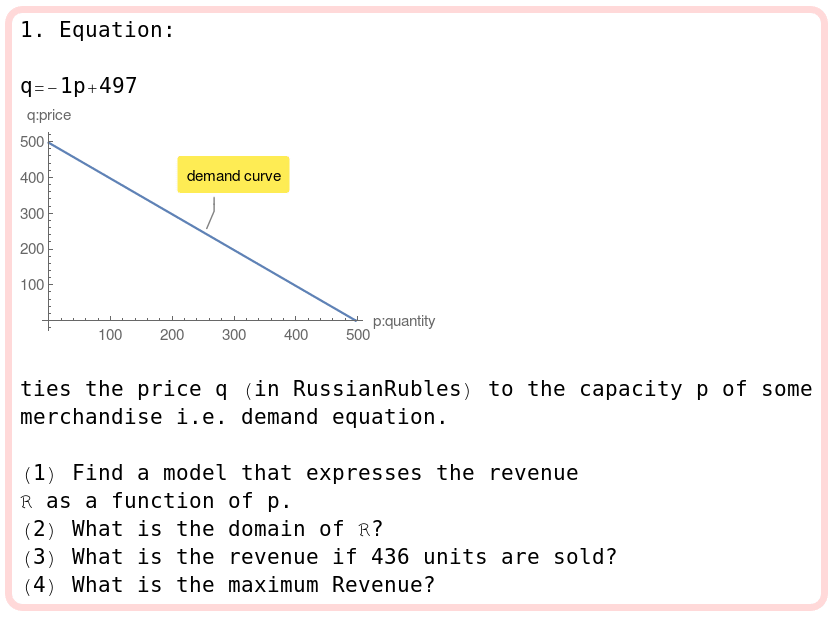 1. Equation:
q=-1p+497
q:price
500
400
300
200
100
demand curve
100 200 300 400 500
p:quantity
ties the price q (in RussianRubles) to the capacity p of some
merchandise i.e. demand equation.
(1) Find a model that expresses the revenue
ℛ as a function of p.
(2) What is the domain of ℛ?
(3) What is the revenue if 436 units are sold?
(4) What is the maximum Revenue?